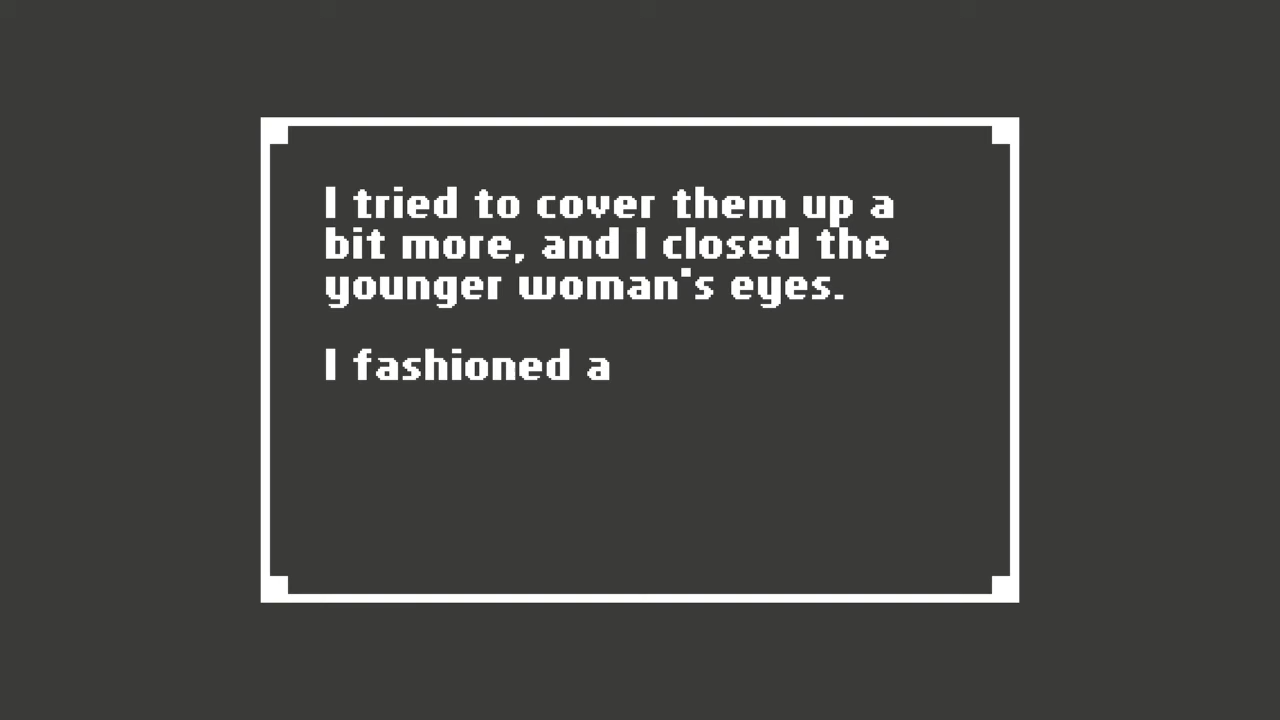 I tried to cover them up a
bit more, and I closed the
younger woman's eyes.
I fashioned a